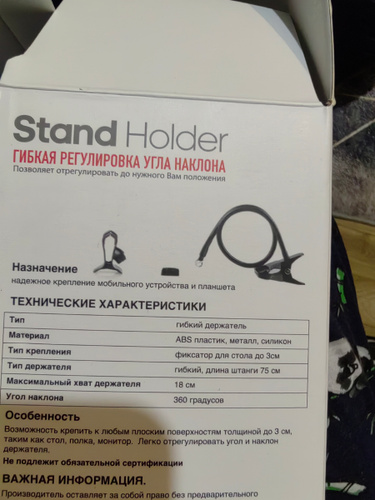 Stand Holder
ГИБКАЯ РЕГУЛИРОВКА УГЛА НАКЛОНА
Позволяет отрегулировать до нужного Вам положения
Назначение
надежное крепление мобильного устройства и планшета
ТЕХНИЧЕСКИЕ ХАРАКТЕРИСТИКИ
Тип гибкий держатель
Материал ABS пластик, металл, силикон
Тип крепления фиксатор для стола до 3см
Тип держателя гибкий, длина штанги 75 см
Максимальный хват держателя 18 см
Угол наклона 360 градусов
Особенность
Возможность крепить к любым плоским поверхностям толщиной до 3 см,
таким как стол, полка, монитор. Легко отрегулировать угол и наклон
держателя.
Не подлежит обязательной сертификации
ВАЖНАЯ ИНФОРМАЦИЯ.
Производитель оставляет за собой право без предварительного